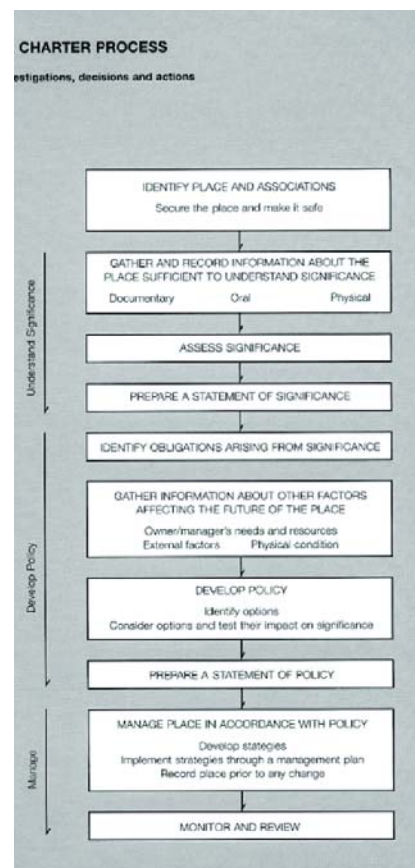 CHARTER PROCESS
estigations, decisions and actions
IDENTIFY PLACE AND ASSOCIATIONS
Secure the place and make it safe
GATHER AND RECORD INFORMATION ABOUT THE
PLACE SUFFICIENT TO UNDERSTAND SIGNIFICANCE
Documentary Oral Physical
ASSESS SIGNIFICANCE
PREPARE A STATEMENT OF SIGNIFICANCE
Understand Significance
IDENTIFY OBLIGATIONS ARISING FROM SIGNIFICANCE
GATHER INFORMATION ABOUT OTHER FACTORS
AFFECTING THE FUTURE OF THE PLACE
Owner/manager's needs and resources
External factors Physical condition
DEVELOP POLICY
Identify options
Consider options and test their impact on significance
PREPARE A STATEMENT OF POLICY
Develop Policy
MANAGE PLACE IN ACCORDANCE WITH POLICY
Develop stategies
Implement strategies through a management plan
Record place prior to any change
MONITOR AND REVIEW
Manage